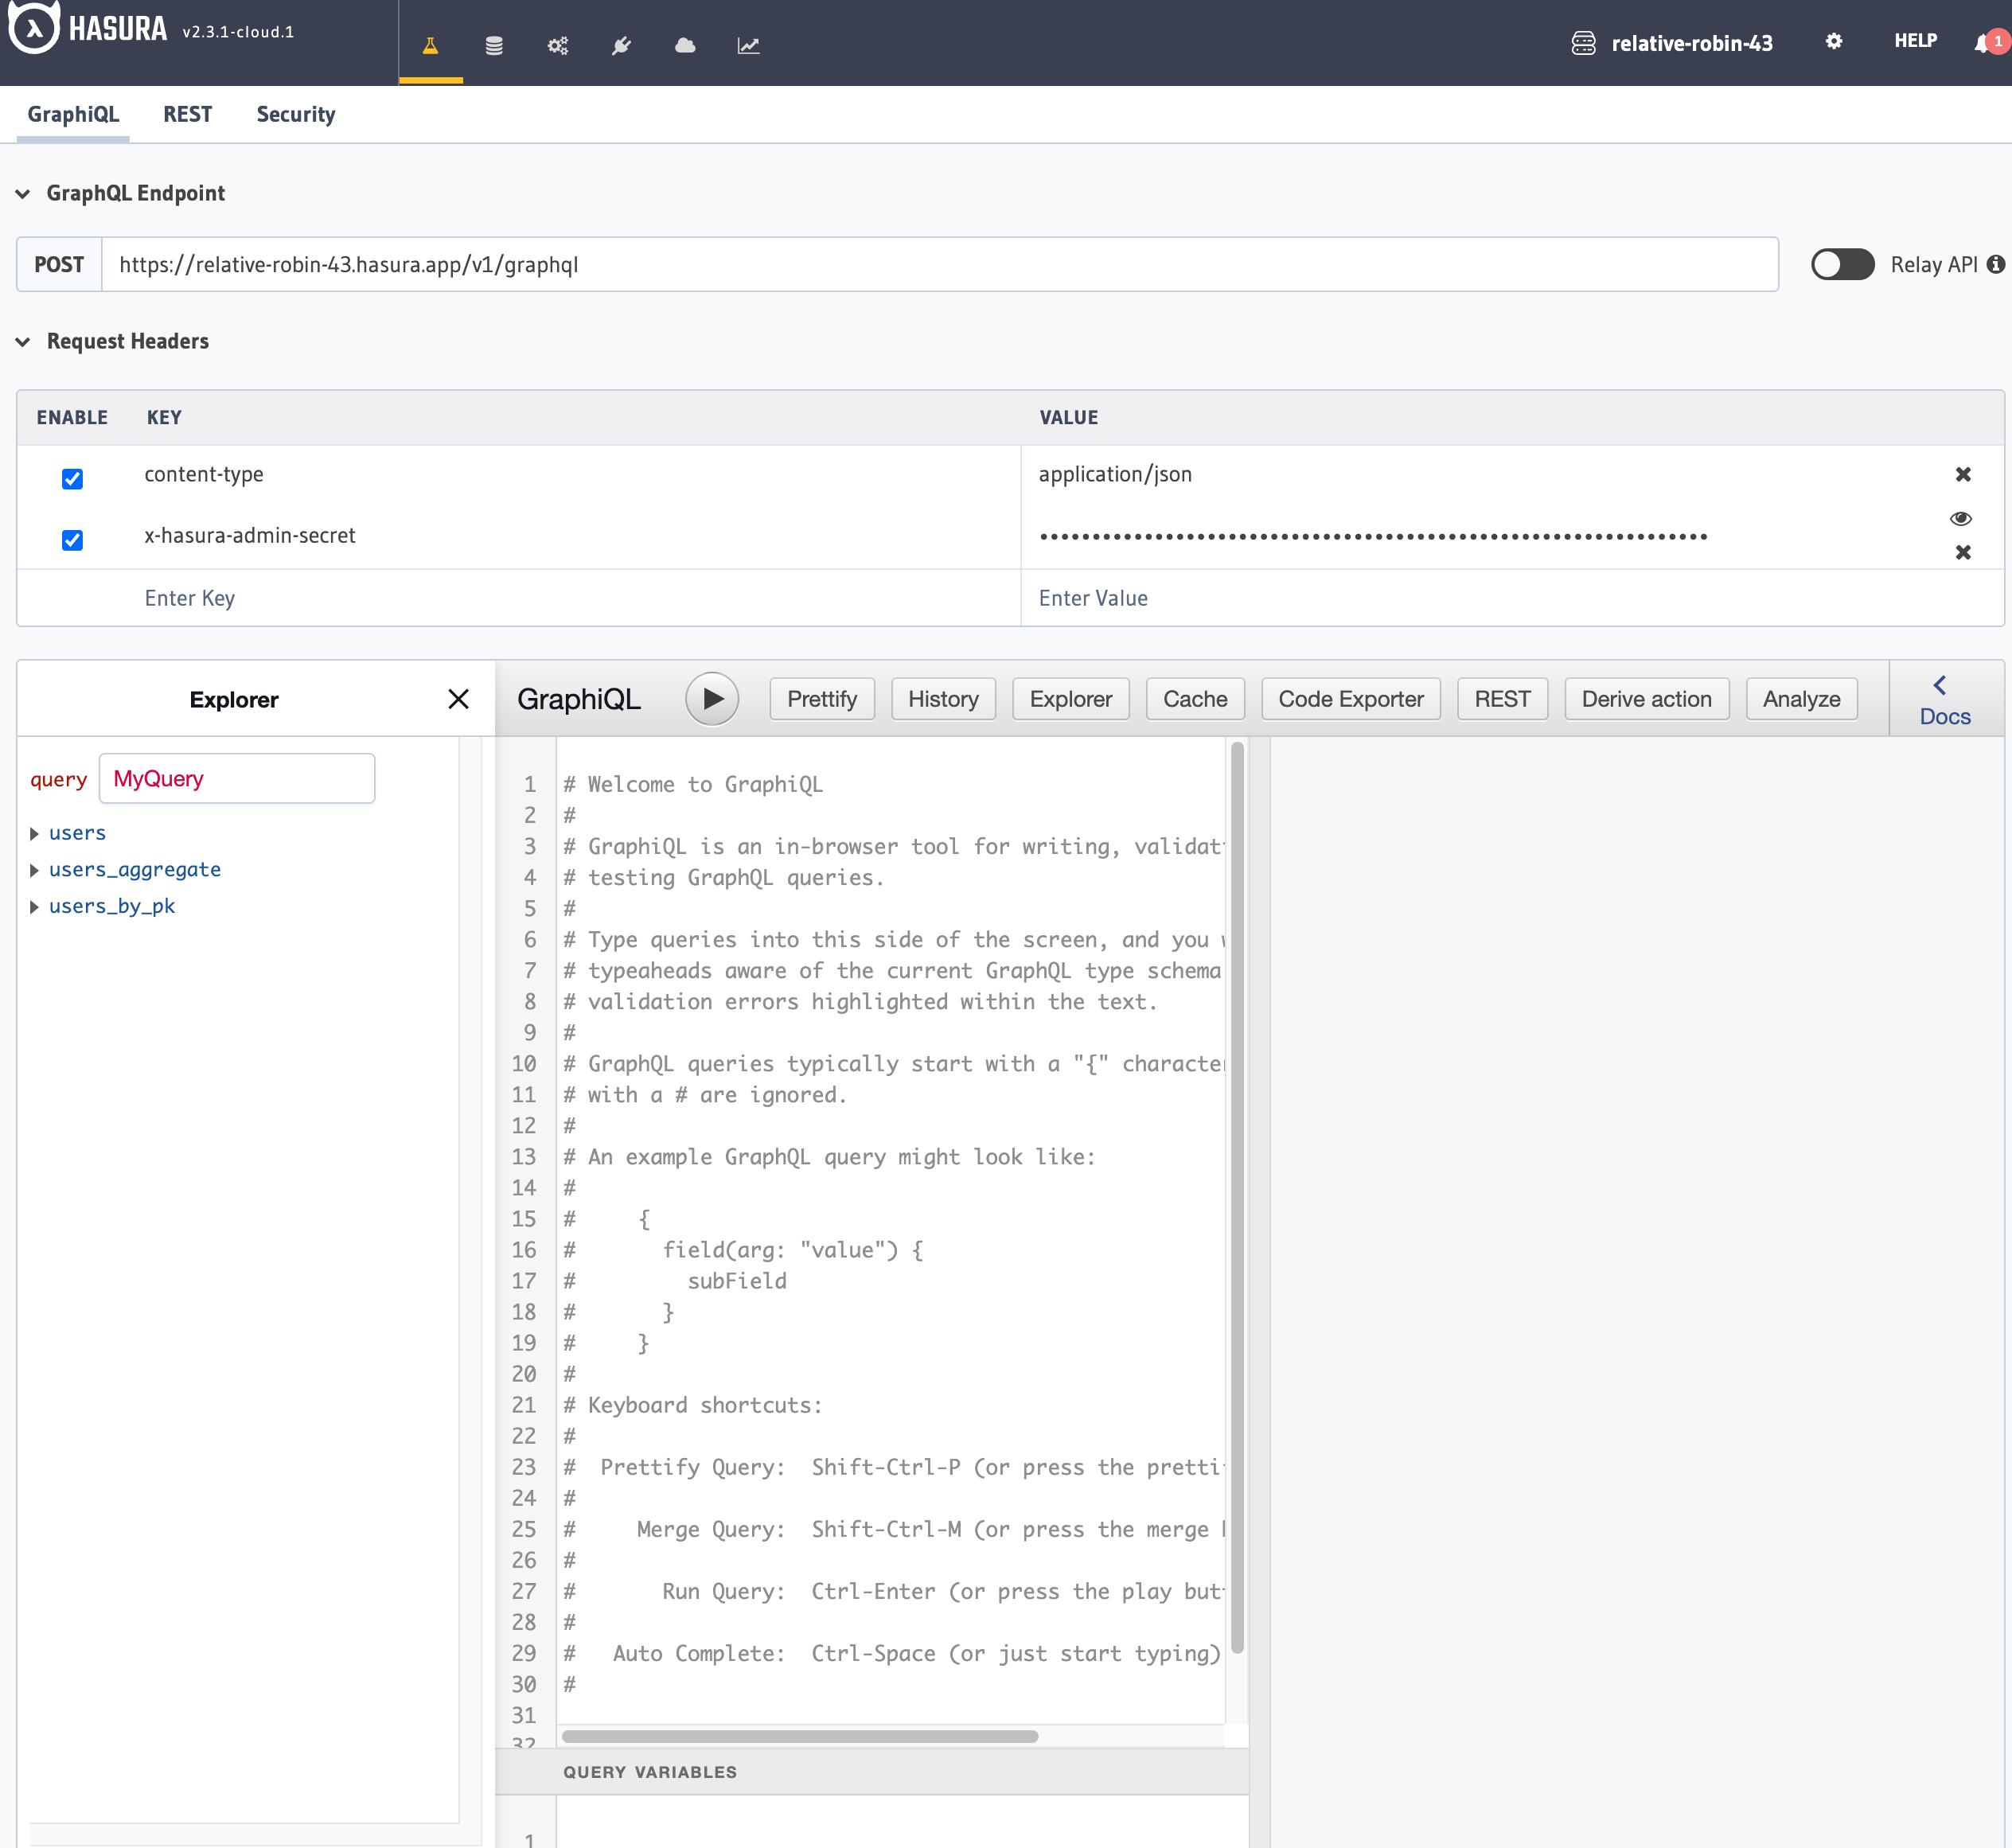 HASURA v2.3.1-cloud.1
relative-robin-43 HELP 1
GraphiQL REST Security
GraphQL Endpoint
POST https://relative-robin-43.hasura.app/v1/graphql Relay API
Request Headers
ENABLE KEY VALUE
content-type application/json
x-hasura-admin-secret ••••••••••••••••••••••••••••••••••••••••••••••••••••••••••••••••
Enter Key Enter Value
Explorer
GraphiQL Prettify History Explorer Cache Code Exporter REST Derive action Analyze Docs
query MyQuery
users
users_aggregate
users_by_pk
1 # Welcome to GraphiQL
2 #
3 # GraphiQL is an in-browser tool for writing, validat
4 # testing GraphQL queries.
5 #
6 # Type queries into this side of the screen, and you
7 # typeaheads aware of the current GraphQL type schema
8 # validation errors highlighted within the text.
9 #
10 # GraphQL queries typically start with a "{" character
11 # with a # are ignored.
12 #
13 # An example GraphQL query might look like:
14 #
15 #     {
16 #       field(arg: "value") {
17 #         subField
18 #       }
19 #     }
20 #
21 # Keyboard shortcuts:
22 #
23 #  Prettify Query:  Shift-Ctrl-P (or press the pretti
24 #
25 #     Merge Query:  Shift-Ctrl-M (or press the merge
26 #
27 #       Run Query:  Ctrl-Enter (or press the play but
28 #
29 #   Auto Complete:  Ctrl-Space (or just start typing)
30 #
31
32
QUERY VARIABLES
1